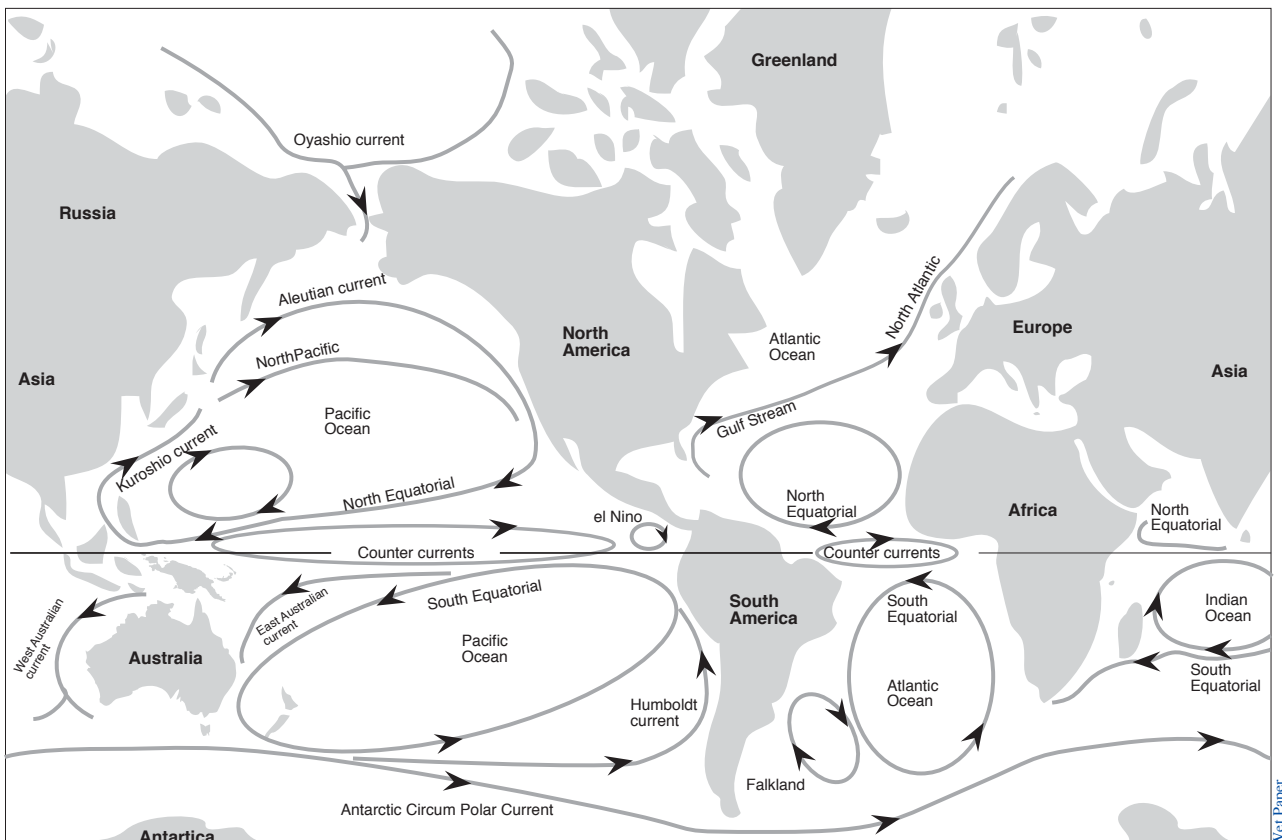 Greenland
Oyashio current
Russia
Aleutian current
North Atlantic
North
America
Atlantic
Ocean
Europe
NorthPacific
Asia
Asia
Pacific
Ocean
Gulf Stream
Kuroshio current
North Equatorial
North
Equatorial
Africa
North
Equatorial
el Nino
Counter currents
Counter currents
South Equatorial
East Australian
current
West Australian
current
South
America
South
Equatorial
Indian
Ocean
Australia
Pacific
Ocean
South
Equatorial
Atlantic
Ocean
Humboldt
current
Falkland
Antarctic Circum Polar Current
Antartica
Vet Paper